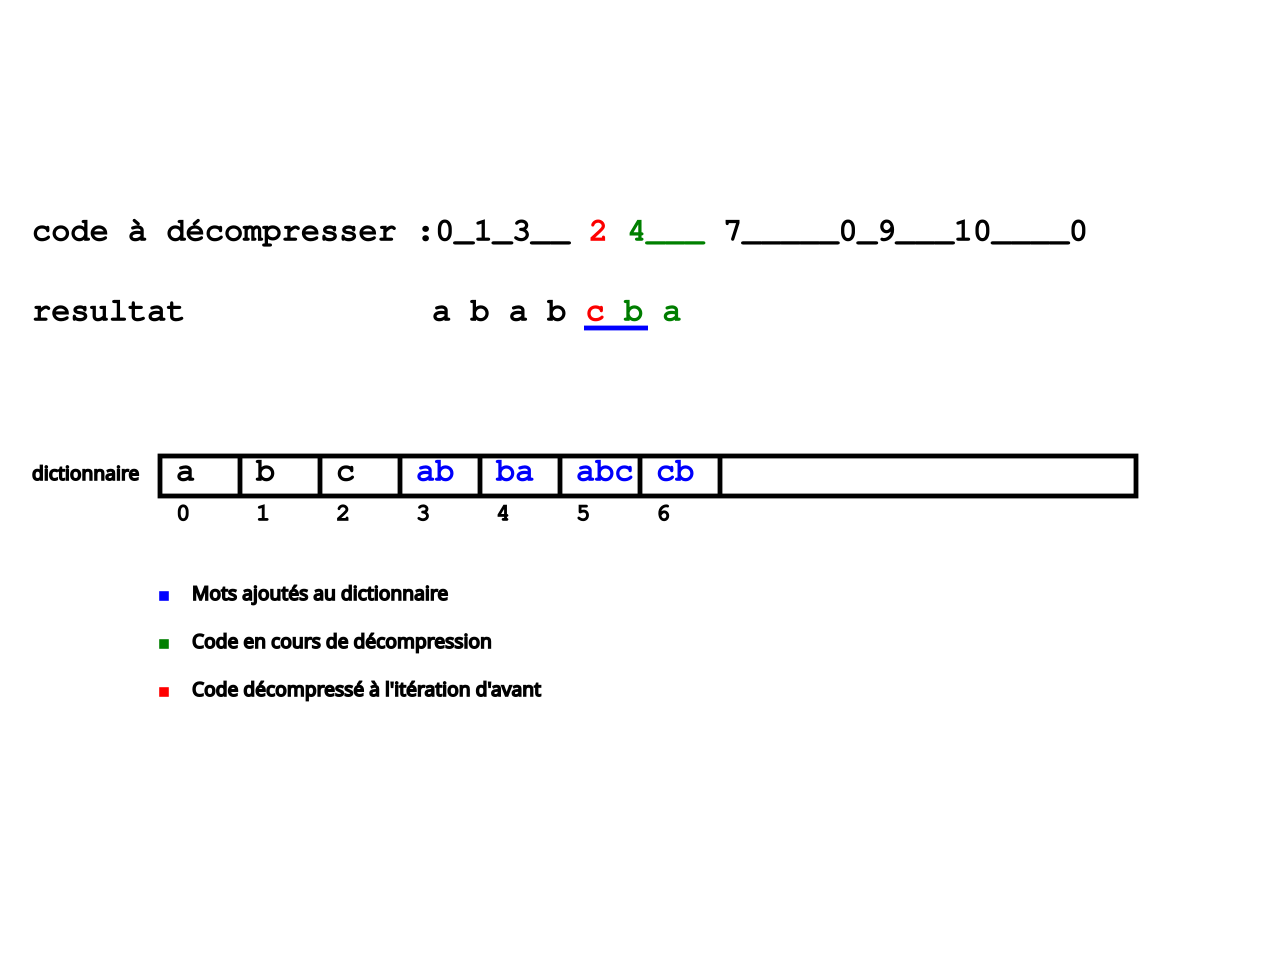 code à décompresser :0_1_3__ 2 4___ 7_____0_9___10____0
resultat a b a b c b a
dictionnaire a b c ab ba abc cb
0 1 2 3 4 5 6
Mots ajoutés au dictionnaire
Code en cours de décompression
Code décompressé à l'itération d'avant